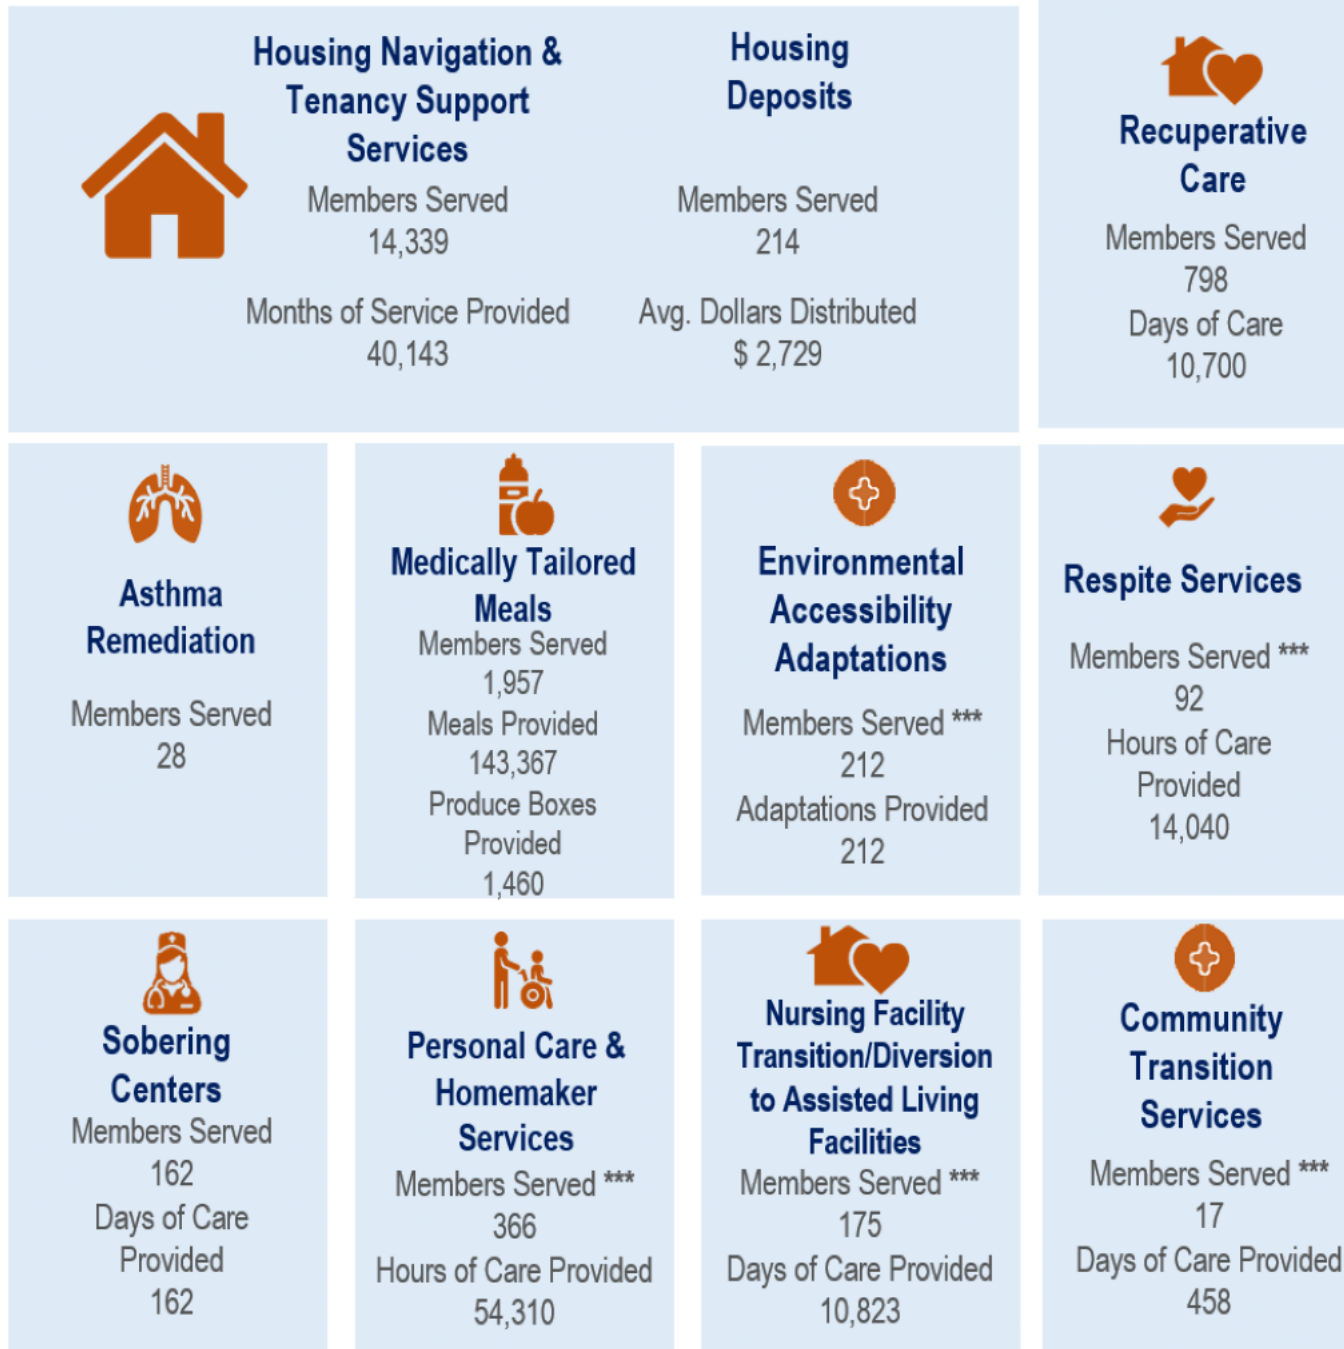 Housing Navigation &
Tenancy Support
Services
Members Served
14,339
Months of Service Provided
40,143
Housing
Deposits
Members Served
214
Avg. Dollars Distributed
$ 2,729
Recuperative
Care
Members Served
798
Days of Care
10,700
Asthma
Remediation
Members Served
28
Medically Tailored
Meals
Members Served
1,957
Meals Provided
143,367
Produce Boxes
Provided
1,460
Environmental
Accessibility
Adaptations
Members Served ***
212
Adaptations Provided
212
Respite Services
Members Served ***
92
Hours of Care
Provided
14,040
Sobering
Centers
Members Served
162
Days of Care
Provided
162
Personal Care &
Homemaker
Services
Members Served ***
366
Hours of Care Provided
54,310
Nursing Facility
Transition/Diversion
to Assisted Living
Facilities
Members Served ***
175
Days of Care Provided
10,823
Community
Transition
Services
Members Served ***
17
Days of Care Provided
458